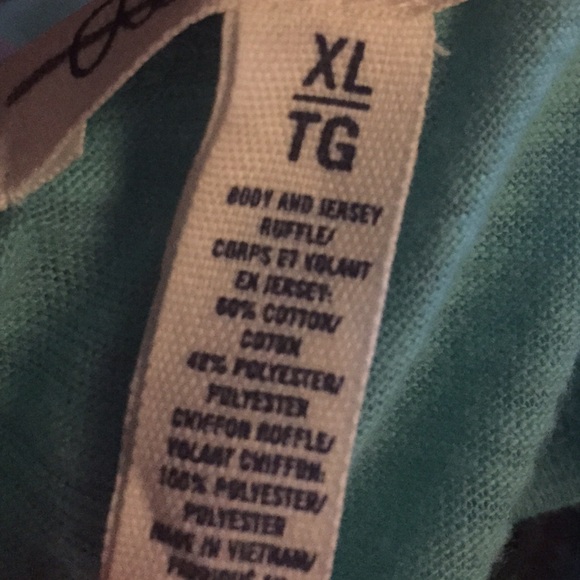 XL
TG
BODY AND JERSEY
RUFFLE/
CORPS ET VOLANT
EN JERSEY:
60% COTTON/
COTON
40% POLYESTER/
POLYESTER
CHIFFON RUFFLE/
VOLANT CHIFFON:
100% POLYESTER/
POLYESTER
MADE IN VIETNAM/